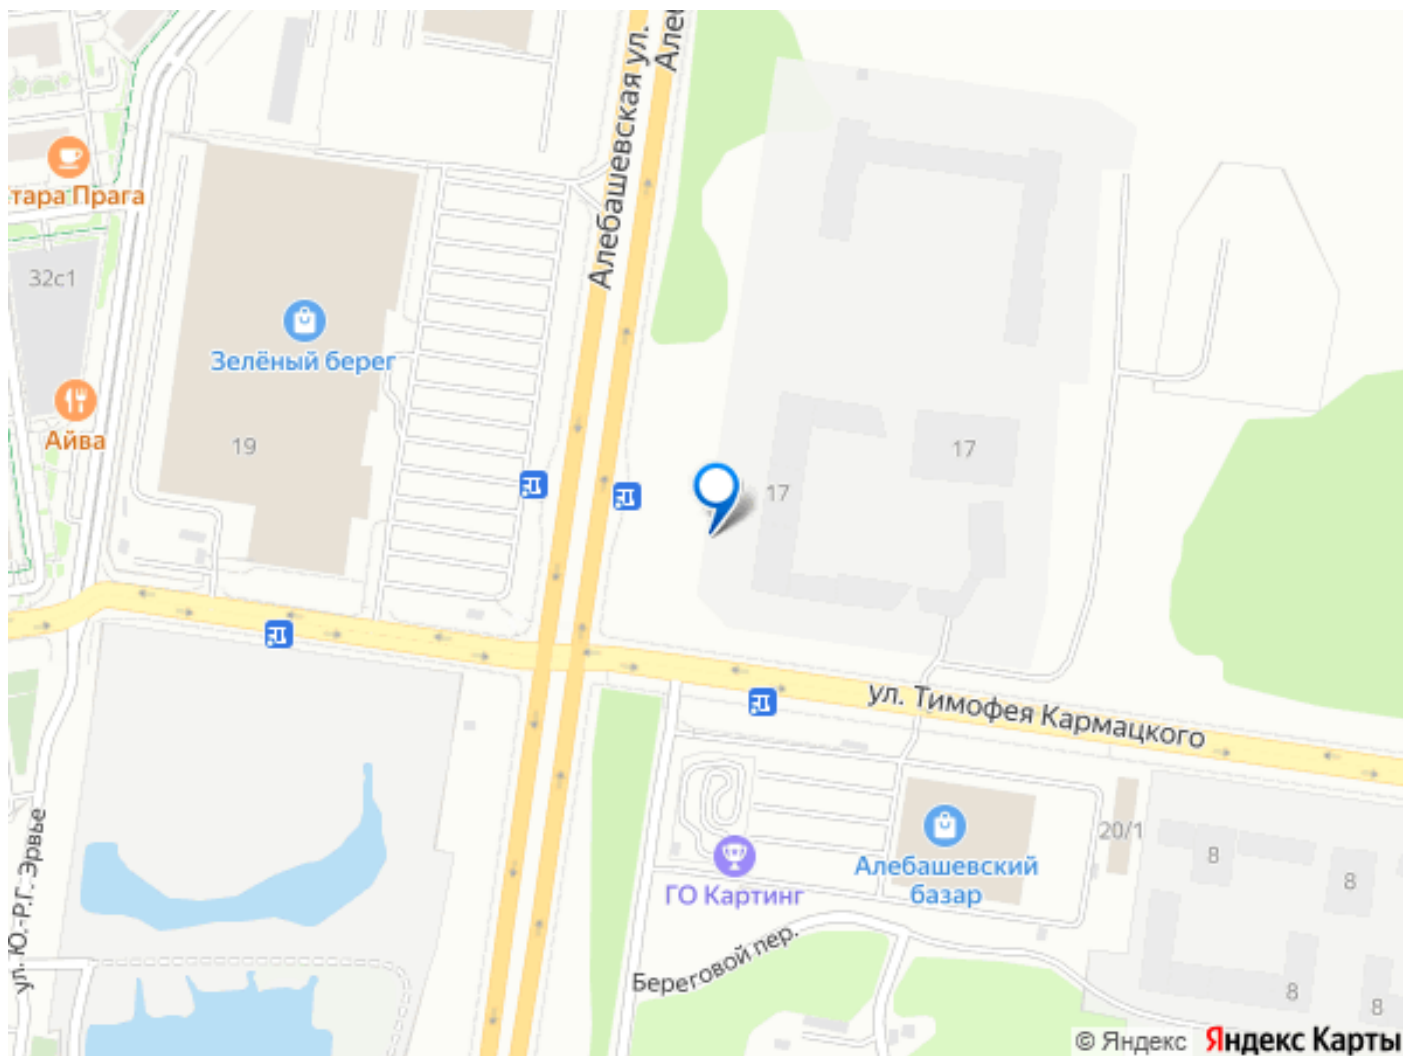 Алебашевская ул.
Але
тара Прага
32с1
Зелёный берег
Айва
19
17
17
ул. Тимофея Кармацкого
ул. Ю.-Р.Г. Эрвье
ГО Картинг
Алебашевский
базар
20/1
8
8
8
8
Береговой пер.
© Яндекс Яндекс Карты